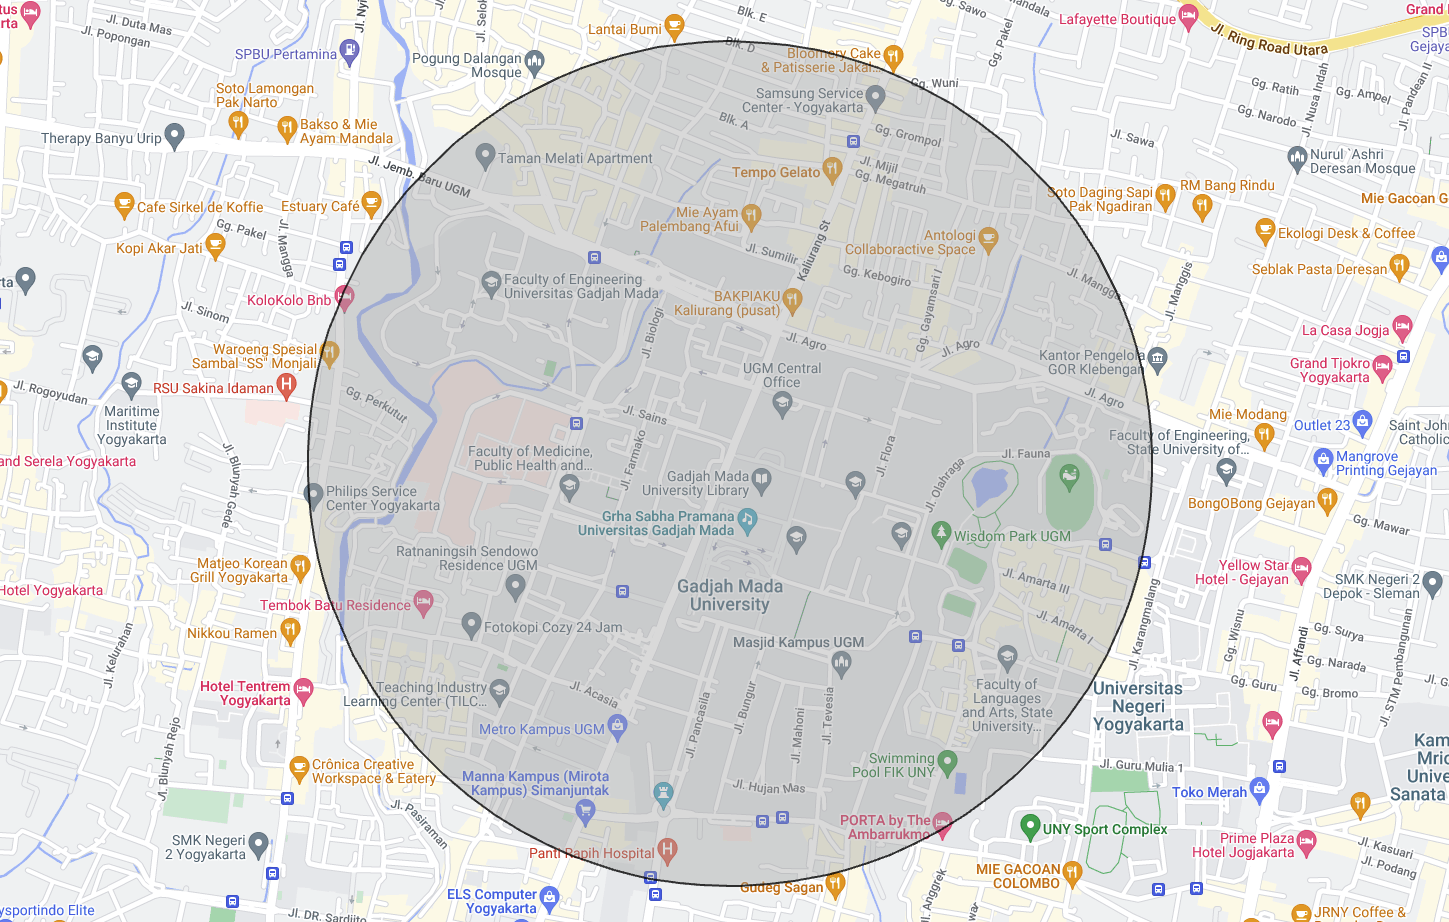 tus
rta
Jl. Duta Mas
Jl. Popongan
Jl. Nyi
Jl. Selok
Lantai Bumi
Blk. E
Blk. D
Gg. Sawo
Gg. Pakel
Lafayette Boutique
Grand
Jl. Ring Road Utara
SPBU
Gejaya
SPBU Pertamina
Pogung Dalangan
Mosque
Bloomery Cake
& Patisserie Jakal...
Gg. Wuni
Samsung Service
Center - Yogyakarta
Gg. Ratih
Jl. Nusa Indah
Gg. Ampel
Jl. Pandean II
Gg. Narodo
Soto Lamongan
Pak Narto
Bakso & Mie
Ayam Mandala
Therapy Banyu Urip
Blk. A
Gg. Grompol
Jl. Sawa
Jl. Jemb. Baru UGM
Taman Melati Apartment
Tempo Gelato
Jl. Mijil
Gg. Megatruh
Nurul `Ashri
Deresan Mosque
Soto Daging Sapi
Pak Ngadiran
RM Bang Rindu
Mie Gacoan G
Cafe Sirkel de Koffie
Estuary Café
Gg. Pakel
Jl. Mangga
Mie Ayam
Palembang Afui
Kaliurang St
Antologi
Collaboractive Space
Ekologi Desk & Coffee
Kopi Akar Jati
Jl. Sumilir
Gg. Kebogiro
Gg. Gayamsari I
Jl. Mangga
Jl. Manggis
Seblak Pasta Deresan
rta
Faculty of Engineering
Universitas Gadjah Mada
KoloKolo Bnb
BAKPIAKU
Kaliurang (pusat)
Jl. Sinom
Jl. Biologi
Jl. Agro
Jl. Agro
La Casa Jogja
Waroeng Spesial
Sambal "SS" Monjali
Kantor Pengelola
GOR Klebengan
Grand Tjokro
Yogyakarta
UGM Central
Office
Jl. Rogoyudan
RSU Sakina Idaman
Gg. Perkutut
Jl. Agro
Maritime
Institute
Yogyakarta
Jl. Sains
Mie Modang
Outlet 23
Saint John
Catholic
Jl. Blunyah Gede
Jl. Farmako
Jl. Flora
Faculty of Engineering,
State University of...
and Serela Yogyakarta
Faculty of Medicine,
Public Health and...
Jl. Fauna
Mangrove
Printing Gejayan
Gadjah Mada
University Library
Jl. Olahraga
Philips Service
Center Yogyakarta
BongOBong Gejayan
Grha Sabha Pramana
Universitas Gadjah Mada
Gg. Mawar
Wisdom Park UGM
Ratnaningsih Sendowo
Residence UGM
Matjeo Korean
Grill Yogyakarta
Yellow Star
Hotel - Gejayan
SMK Negeri 2
Depok - Sleman
Hotel Yogyakarta
Gadjah Mada
University
Jl. Amarta III
Tembok Batu Residence
Nikkou Ramen
Fotokopi Cozy 24 Jam
Masjid Kampus UGM
Jl. Amarta I
Jl. Karangmalang
Gg. Wisnu
Gg. Surya
Jl. Affandi
Gg. Narada
Jl. STM Pembangunan
Jl. Kelurahan
Hotel Tentrem
Yogyakarta
Teaching Industry
Learning Center (TILC...
Jl. Acasia
Faculty of
Languages
and Arts, State
University...
Universitas
Negeri
Yogyakarta
Gg. Guru
Gg. Bromo
Jl. G
Jl. Blunyah Rejo
Metro Kampus UGM
Jl. Pancasila
Jl. Bungur
Jl. Mahoni
Jl. Tevesia
Kam
Mric
Unive
Sanata
Crônica Creative
Workspace & Eatery
Manna Kampus (Mirota
Kampus) Simanjuntak
Swimming
Pool FIK UNY
Jl. Guru Mulia 1
Jl. Hujan Mas
Toko Merah
Jl. Pasiraman
PORTA by The
Ambarrukmo
UNY Sport Complex
SMK Negeri
2 Yogyakarta
Panti Rapih Hospital
Prime Plaza
Hotel Jogjakarta
Jl. Kasuari
Jl. Podang
Gudeg Sagan
Jl. Anggrek
MIE GACOAN
COLOMBO
ELS Computer
Yogyakarta
ysportindo Elite
Jl. DR. Sardjito
JRNY Coffee &